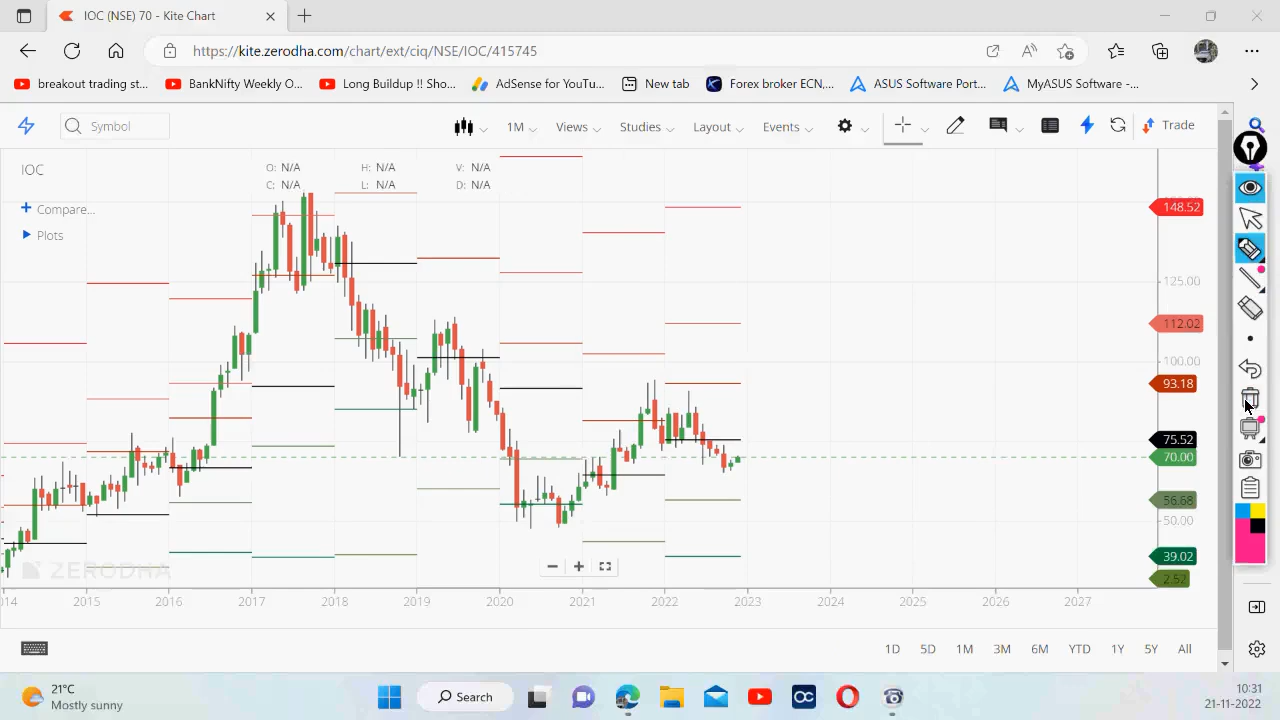 IOC (NSE) 70 - Kite Chart
https://kite.zerodha.com/chart/ext/ciq/NSE/IOC/415745
breakout trading st... BankNifty Weekly O... Long Buildup !! Sho... AdSense for YouTu... New tab Forex broker ECN,... ASUS Software Port... MyASUS Software -...
Symbol 1M Views Studies Layout Events Trade
IOC
O: N/A H: N/A V: N/A
C: N/A L: N/A D: N/A
Compare...
Plots
148.52
125.00
112.02
100.00
93.18
75.52
70.00
56.68
50.00
39.02
2.52
ZERODHA
014 2015 2016 2017 2018 2019 2020 2021 2022 2023 2024 2025 2026 2027
1D 5D 1M 3M 6M YTD 1Y 5Y All
21°C
Mostly sunny
Search
10:31
21-11-2022